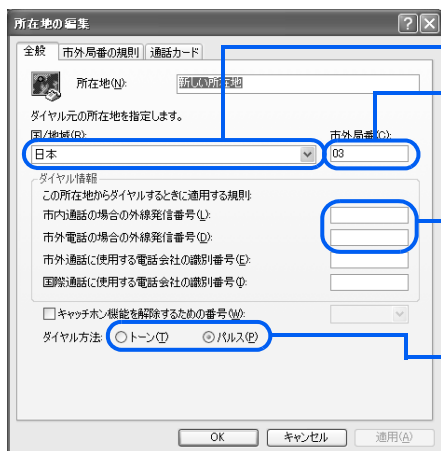 所在地の編集
全般 市外局番の規則 通話カード
所在地(N): 新しい所在地
ダイヤル元の所在地を指定します。
国/地域(R): 市外局番(C):
日本 03
ダイヤル情報
この所在地からダイヤルするときに適用する規則:
市内通話の場合の外線発信番号(L):
市外電話の場合の外線発信番号(D):
市外通話に使用する電話会社の識別番号(E):
国際通話に使用する電話会社の識別番号(I):
キャッチホン機能を解除するための番号(W):
ダイヤル方法: トーン(T) パルス(P)
OK キャンセル 適用(A)